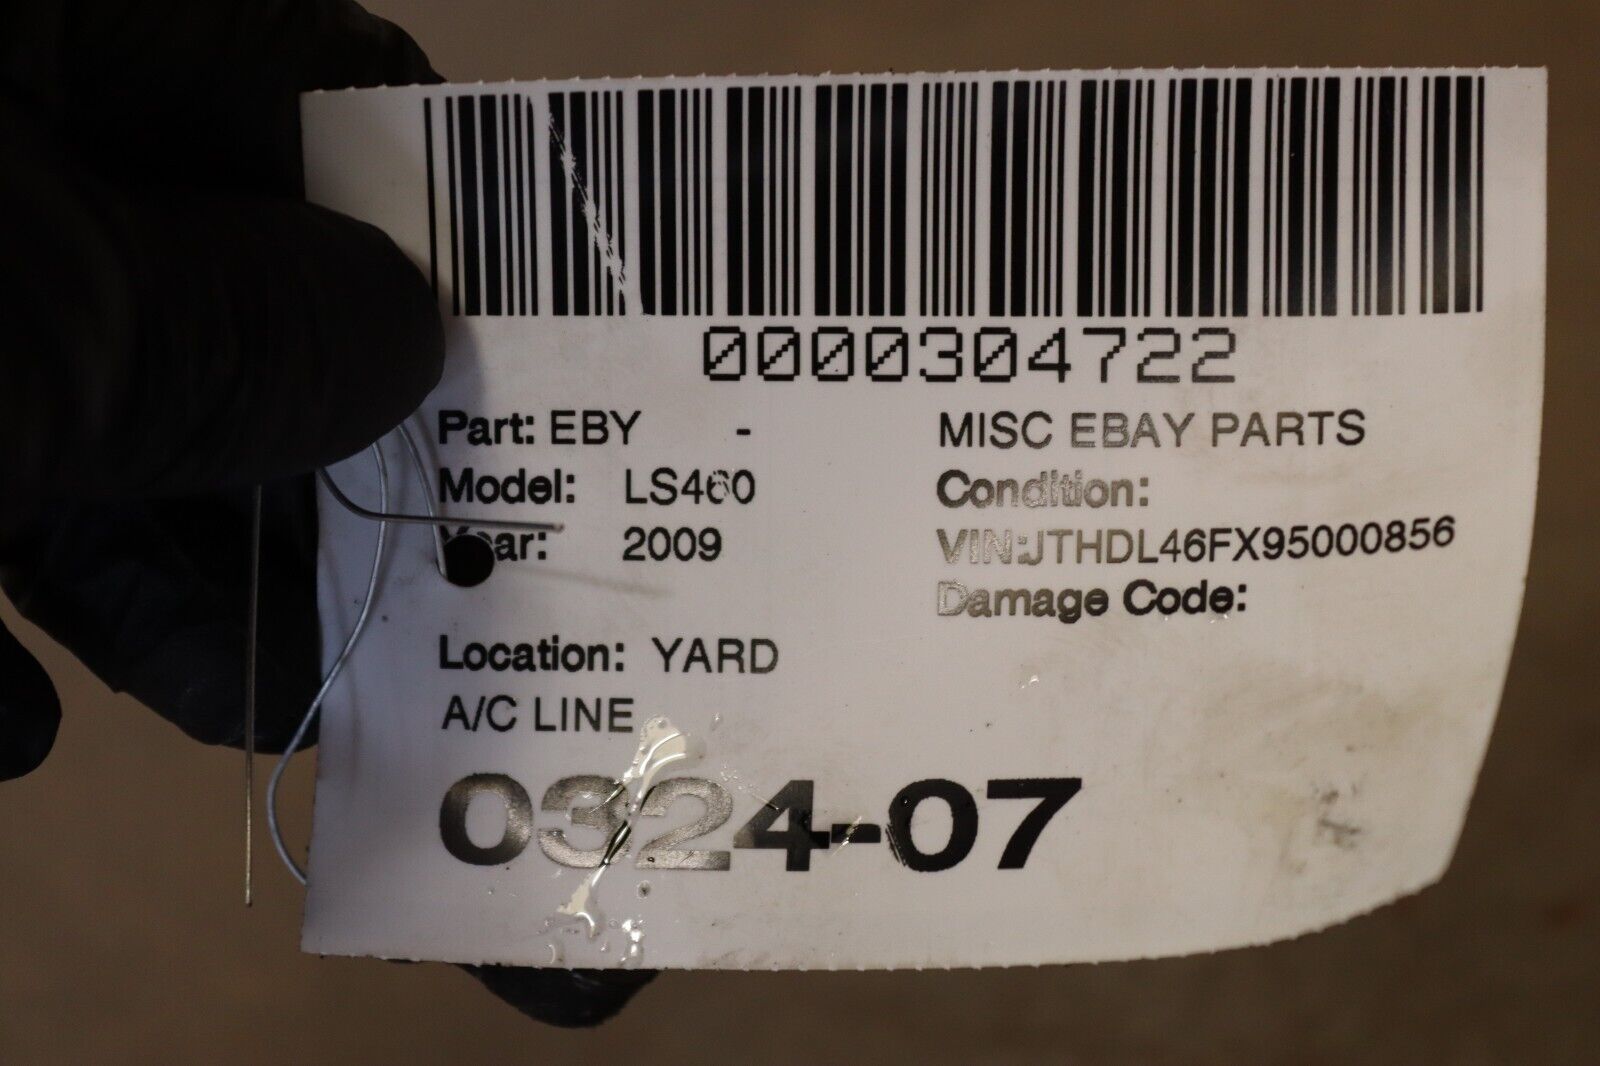 0000304722
Part: EBY - MISC EBAY PARTS
Model: LS460 Condition:
Year: 2009 VIN:JTHDL46FX95000856
Damage Code:
Location: YARD
A/C LINE
0324-07